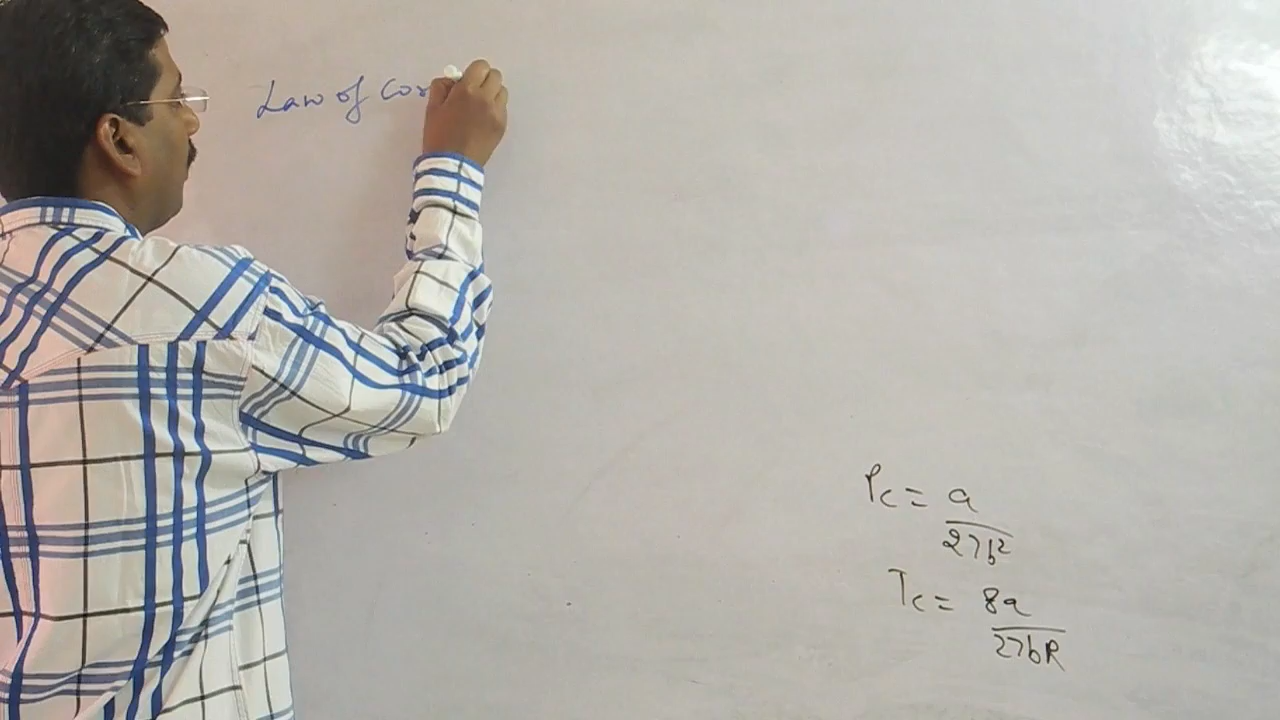 Law of Cor
Pc = a
27b²
Tc = 8a
27bR